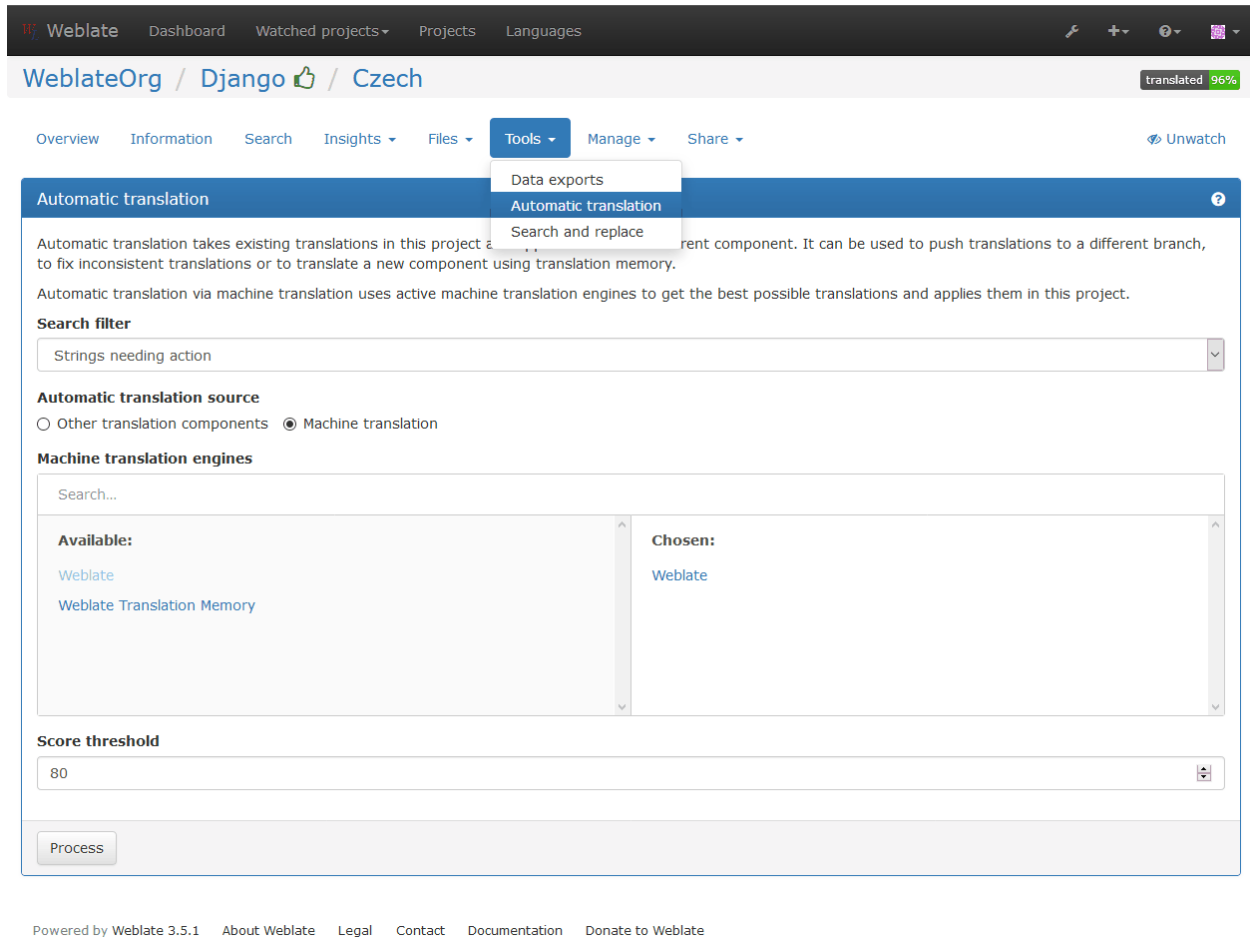 Weblate Dashboard Watched projects Projects Languages
WeblateOrg / Django / Czech translated 96%
Overview Information Search Insights Files Tools Manage Share Unwatch
Data exports
Automatic translation
Search and replace
Automatic translation
Automatic translation takes existing translations in this project component. It can be used to push translations to a different branch,
to fix inconsistent translations or to translate a new component using translation memory.
Automatic translation via machine translation uses active machine translation engines to get the best possible translations and applies them in this project.
Search filter
Strings needing action
Automatic translation source
Other translation components Machine translation
Machine translation engines
Search...
Available: Chosen:
Weblate Weblate
Weblate Translation Memory
Score threshold
80
Process
Powered by Weblate 3.5.1 About Weblate Legal Contact Documentation Donate to Weblate